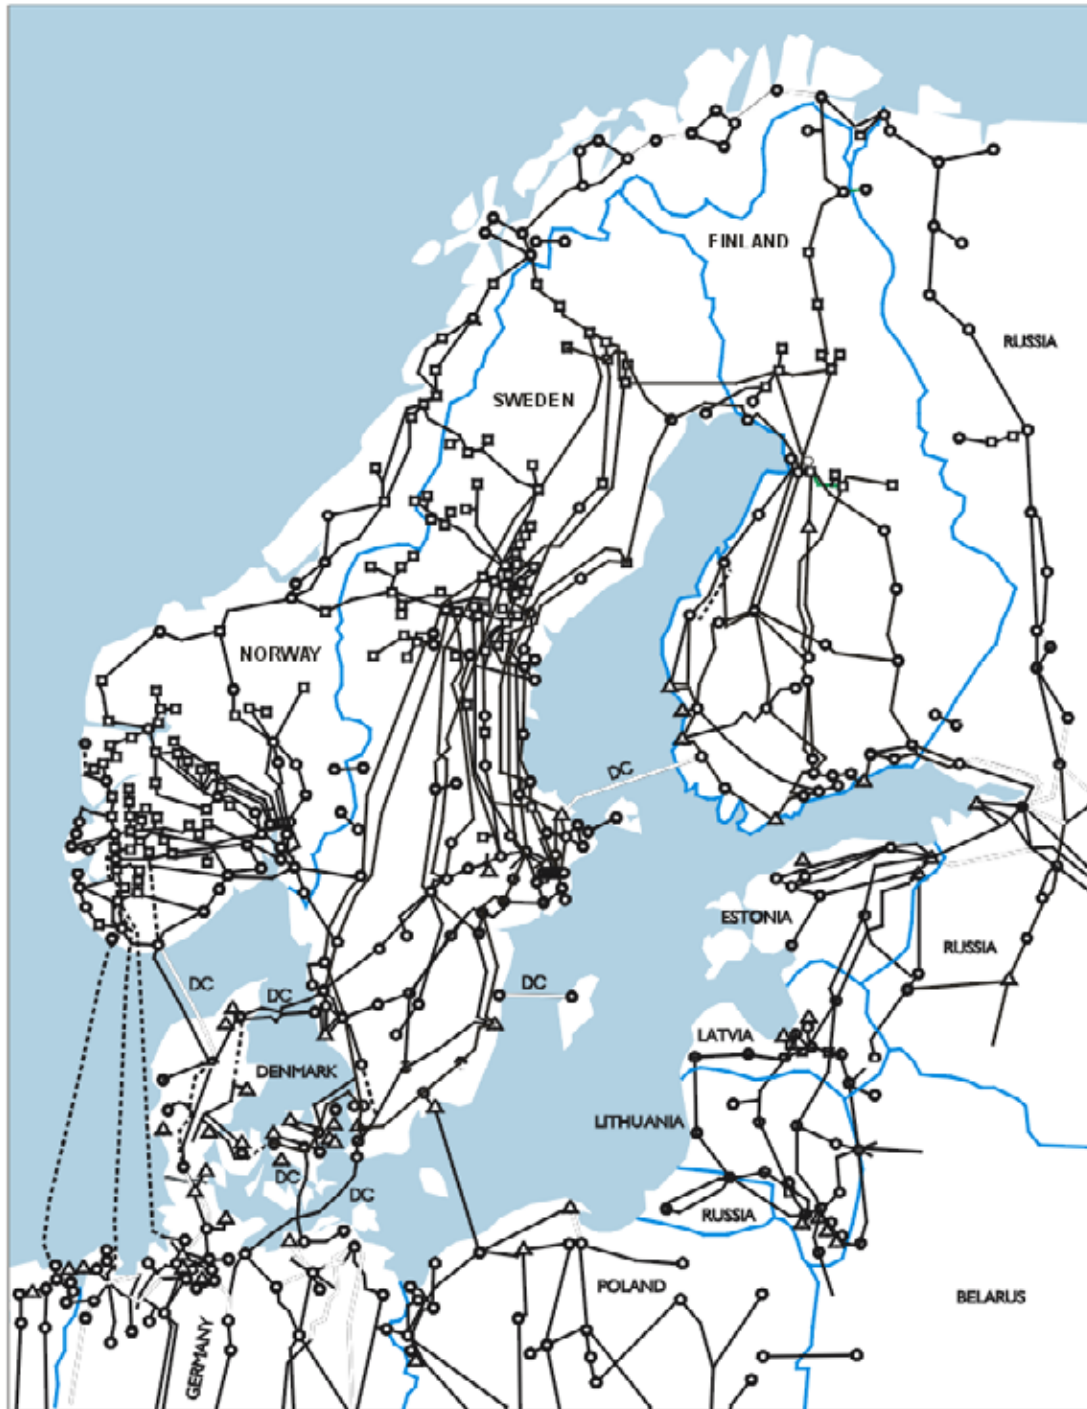 FINLAND
RUSSIA
SWEDEN
NORWAY
DC
ESTONIA
RUSSIA
DC
DC
DC
LATVIA
DENMARK
LITHUANIA
DC
DC
RUSSIA
POLAND
BELARUS
GERMANY